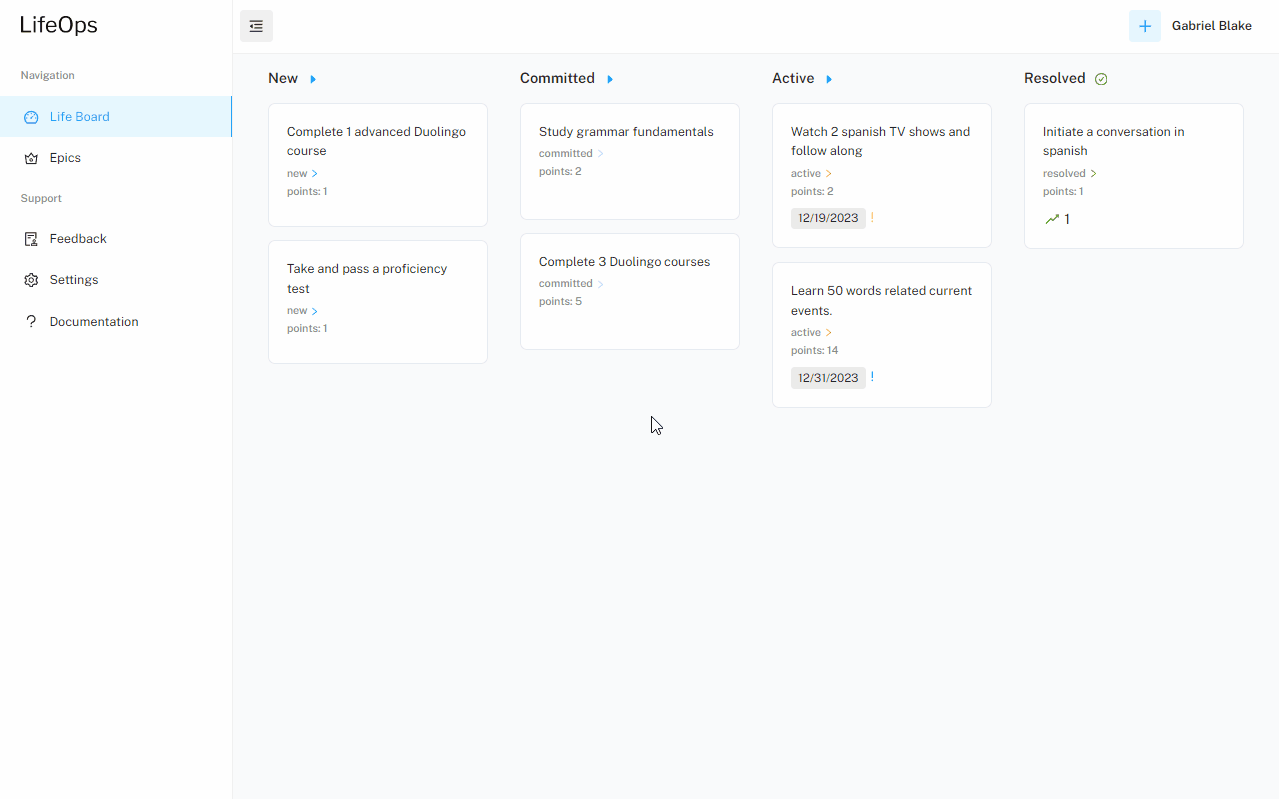 LifeOps
Gabriel Blake
Navigation
Life Board
Epics
Support
Feedback
Settings
Documentation
New
Complete 1 advanced Duolingo
course
new
points: 1
Take and pass a proficiency
test
new
points: 1
Committed
Study grammar fundamentals
committed
points: 2
Complete 3 Duolingo courses
committed
points: 5
Active
Watch 2 spanish TV shows and
follow along
active
points: 2
12/19/2023 !
Learn 50 words related current
events.
active
points: 14
12/31/2023 !
Resolved
Initiate a conversation in
spanish
resolved
points: 1
1